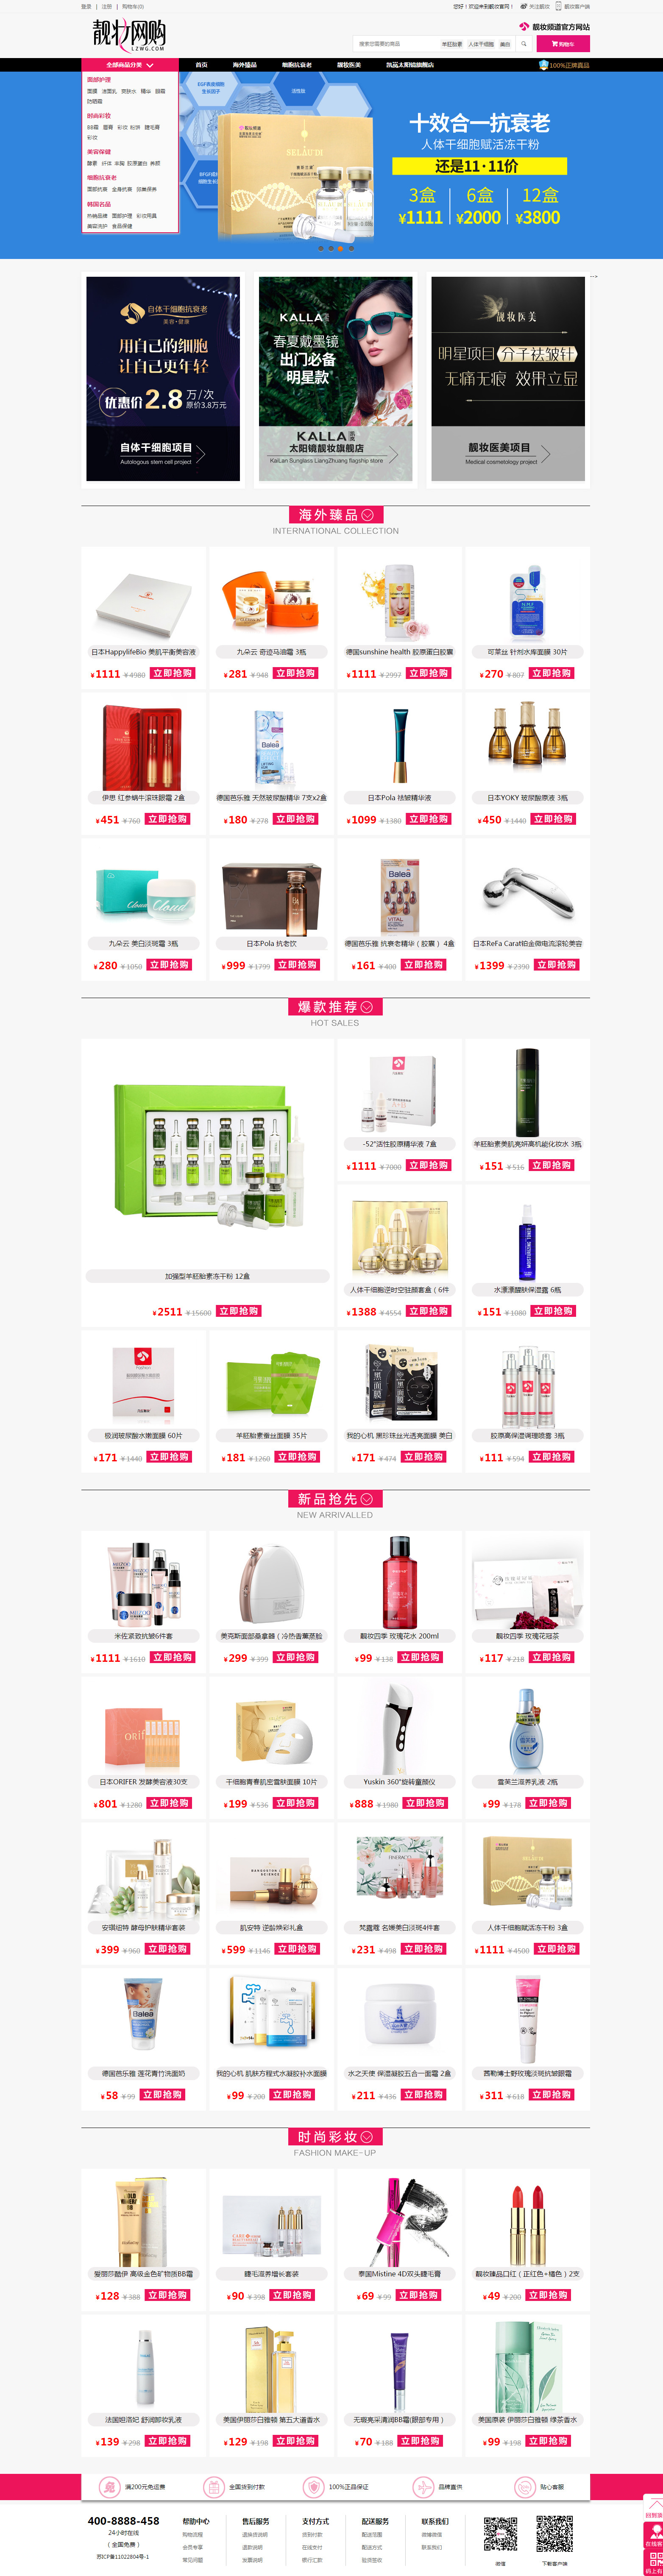 登录 | 注册 | 购物车(0)
您好！欢迎来到靓妆官网！ 关注靓妆 靓妆客户端
靓妆网购
LZWG.COM
靓妆频道官方网站
搜索您需要的商品 羊胚胎素 人体干细胞 美白
购物车
全部商品分类
首页 海外臻品 细胞抗衰老 靓妆医美 凯岚太阳镜旗舰店
100%正牌真品
面部护理
面膜 洁面乳 爽肤水 精华 眼霜
防晒霜
时尚彩妆
BB霜 唇膏 彩妆 粉饼 睫毛膏
彩妆
美容保健
酵素 纤体 丰胸 胶原蛋白 养颜
细胞抗衰老
面部抗衰 全身抗衰
韩国名品
热销品牌 面部护理 彩妆用具
美容洗护 食品保健
EGF表皮细胞
生长因子
活性肽
SELAUDI
十效合一抗衰老
人体干细胞赋活冻干粉
还是11·11价
3盒 6盒 12盒
¥1111 ¥2000 ¥3800
-->
自体干细胞抗衰老
美容+健康
用自己的细胞
让自己更年轻
优惠价 2.8 万/次
原价3.8万元
自体干细胞项目
Autologous stem cell project
KALLA
春夏戴墨镜
出门必备
明星款
KALLA
太阳镜靓妆旗舰店
KaiLan Sunglass LiangZhuang flagship store
靓妆医美
明星项目 分子祛皱针
无痛无痕 效果立显
靓妆医美项目
Medical cosmetology project
海外臻品
INTERNATIONAL COLLECTION
日本HappylifeBio 美肌平衡美容液
九朵云 奇迹马油霜 3瓶
德国sunshine health 胶原蛋白胶囊
可莱丝 针剂水库面膜 30片
¥1111 ¥4980 立即抢购
¥281 ¥948 立即抢购
¥1111 ¥2997 立即抢购
¥270 ¥807 立即抢购
伊思 红参蜗牛滚珠眼霜 2盒
德国芭乐雅 天然玻尿酸精华 7支x2盒
日本Pola 祛皱精华液
日本YOKY 玻尿酸原液 3瓶
¥451 ¥760 立即抢购
¥180 ¥278 立即抢购
¥1099 ¥1380 立即抢购
¥450 ¥1440 立即抢购
九朵云 美白淡斑霜 3瓶
日本Pola 抗老饮
德国芭乐雅 抗衰老精华（胶囊） 4盒
日本ReFa Carat铂金微电流滚轮美容
¥280 ¥1050 立即抢购
¥999 ¥1799 立即抢购
¥161 ¥400 立即抢购
¥1399 ¥2390 立即抢购
爆款推荐
HOT SALES
-52°活性胶原精华液 7盒
羊胚胎素美肌亮妍高机能化妆水 3瓶
¥1111 ¥7000 立即抢购
¥151 ¥516 立即抢购
加强型羊胚胎素冻干粉 12盒
人体干细胞逆时空驻颜套盒（6件
水漾漂醒肤保湿露 6瓶
¥2511 ¥15600 立即抢购
¥1388 ¥4554 立即抢购
¥151 ¥1080 立即抢购
极润玻尿酸水嫩面膜 60片
羊胚胎素蚕丝面膜 35片
我的心机 黑珍珠丝光透亮面膜 美白
胶原高保湿调理喷雾 3瓶
¥171 ¥1440 立即抢购
¥181 ¥1260 立即抢购
¥171 ¥474 立即抢购
¥111 ¥594 立即抢购
新品抢先
NEW ARRIVALLED
米佐紧致抗皱6件套
美克斯面部桑拿器（冷热香薰蒸脸
靓妆四季 玫瑰花水 200ml
靓妆四季 玫瑰花冠茶
¥1111 ¥1610 立即抢购
¥299 ¥399 立即抢购
¥99 ¥138 立即抢购
¥117 ¥218 立即抢购
日本ORIFER 发酵美容液30支
干细胞青春肌密雪肤面膜 10片
Yuskin 360°旋转童颜仪
雪芙兰滋养乳液 2瓶
¥801 ¥1280 立即抢购
¥199 ¥536 立即抢购
¥888 ¥1980 立即抢购
¥99 ¥178 立即抢购
安琪纽特 酵母护肤精华套装
肌安特 逆龄焕彩礼盒
梵露蔻 名媛美白淡斑4件套
人体干细胞赋活冻干粉 3盒
¥399 ¥960 立即抢购
¥599 ¥1146 立即抢购
¥231 ¥498 立即抢购
¥1111 ¥4500 立即抢购
德国芭乐雅 莲花青竹洗面奶
我的心机 肌肤方程式水凝胶补水面膜
水之天使 保湿凝胶五合一面霜 2盒
茜勒博士野玫瑰淡斑抗皱眼霜
¥58 ¥99 立即抢购
¥99 ¥200 立即抢购
¥211 ¥436 立即抢购
¥311 ¥618 立即抢购
时尚彩妆
FASHION MAKE-UP
爱丽莎酷伊 高级金色矿物质BB霜
睫毛滋养增长套装
泰国Mistine 4D双头睫毛膏
靓妆臻品口红（正红色+橘色）2支
¥128 ¥388 立即抢购
¥90 ¥398 立即抢购
¥69 ¥99 立即抢购
¥49 ¥200 立即抢购
法国坦洛妃 舒润卸妆乳液
美国伊丽莎白雅顿 第五大道香水
无瑕亮采清润BB霜(眼部专用）
美国原装 伊丽莎白雅顿 绿茶香水
¥139 ¥298 立即抢购
¥129 ¥198 立即抢购
¥70 ¥188 立即抢购
¥99 ¥198 立即抢购
满200元免运费 全国货到付款 100%正品保证 品牌直供 贴心客服
400-8888-458
24小时在线
（全国免费）
苏ICP备11022804号-1
帮助中心
购物流程
会员专享
常见问题
售后服务
退换货说明
退款说明
发票说明
支付方式
货到付款
在线支付
银行汇款
配送服务
配送范围
配送方式
验货签收
联系我们
微博微信
联系我们
微信 下载客户端
回到顶
在线客